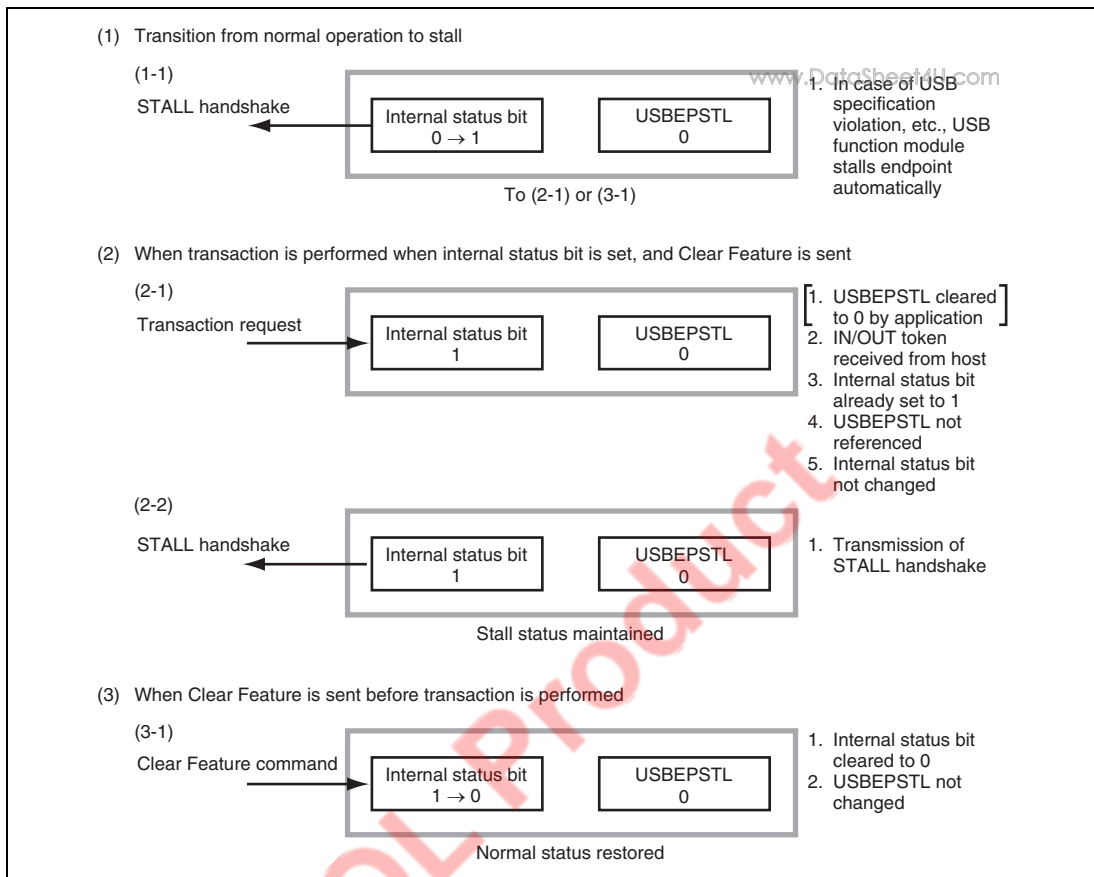 (1) Transition from normal operation to stall
(1-1)
STALL handshake
Internal status bit
0 → 1
USBEPSTL
0
To (2-1) or (3-1)
www.DataSheet4U.com
1. In case of USB
specification
violation, etc., USB
function module
stalls endpoint
automatically
(2) When transaction is performed when internal status bit is set, and Clear Feature is sent
(2-1)
Transaction request
Internal status bit
1
USBEPSTL
0
1. USBEPSTL cleared
to 0 by application
2. IN/OUT token
received from host
3. Internal status bit
already set to 1
4. USBEPSTL not
referenced
5. Internal status bit
not changed
(2-2)
STALL handshake
Internal status bit
1
USBEPSTL
0
1. Transmission of
STALL handshake
Stall status maintained
(3) When Clear Feature is sent before transaction is performed
(3-1)
Clear Feature command
Internal status bit
1 → 0
USBEPSTL
0
1. Internal status bit
cleared to 0
2. USBEPSTL not
changed
Normal status restored
OL Product